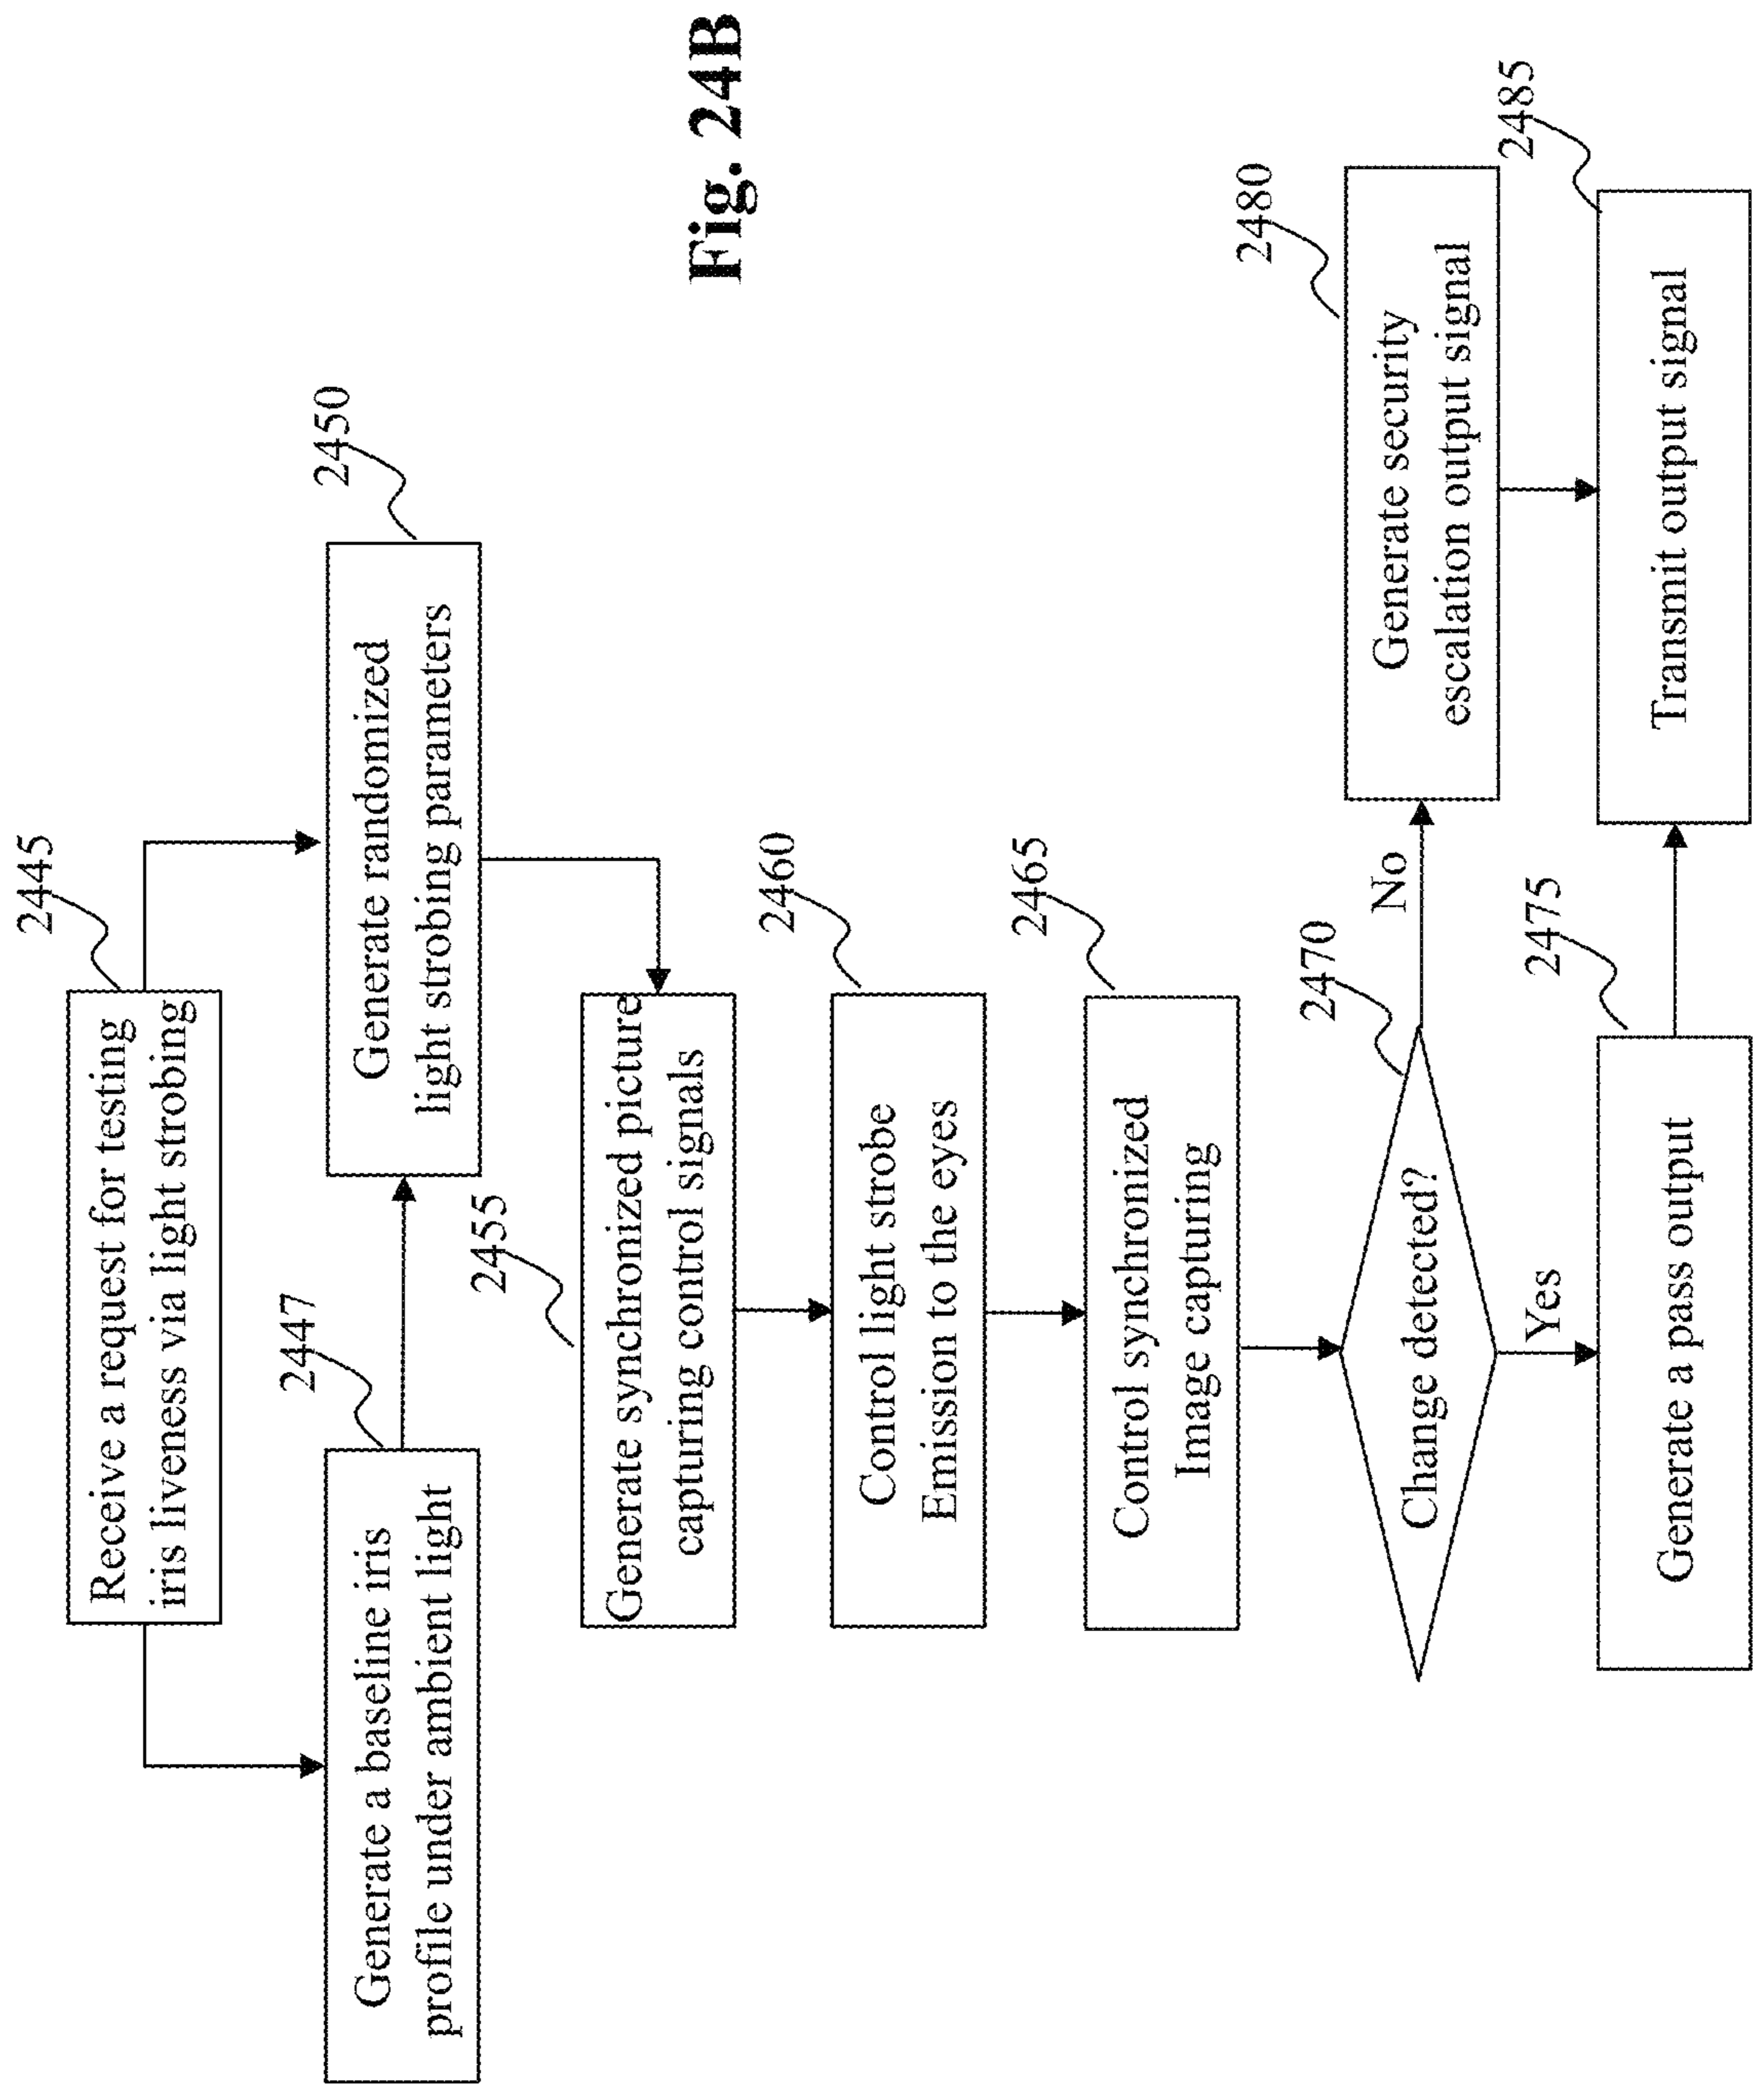 2445
Receive a request for testing
iris liveness via light strobing
2447
Generate a baseline iris
profile under ambient light
2450
Generate randomized
light strobing parameters
2455
Generate synchronized picture
capturing control signals
2460
Control light strobe
Emission to the eyes
2465
Control synchronized
Image capturing
2470
Change detected?
No
Yes
2480
Generate security
escalation output signal
2475
Generate a pass output
2485
Transmit output signal
Fig. 24B